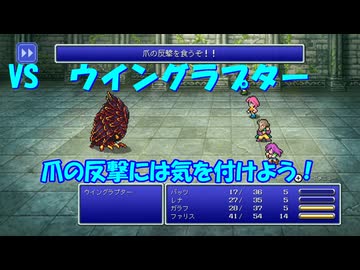 爪の反撃を食うぞ！！
VS ウイングラプター
爪の反撃には気を付けよう！
ウイングラプター
バッツ 17/ 36 5
レナ 27/ 35 5
ガラフ 20/ 37 5
ファリス 41/ 54 14